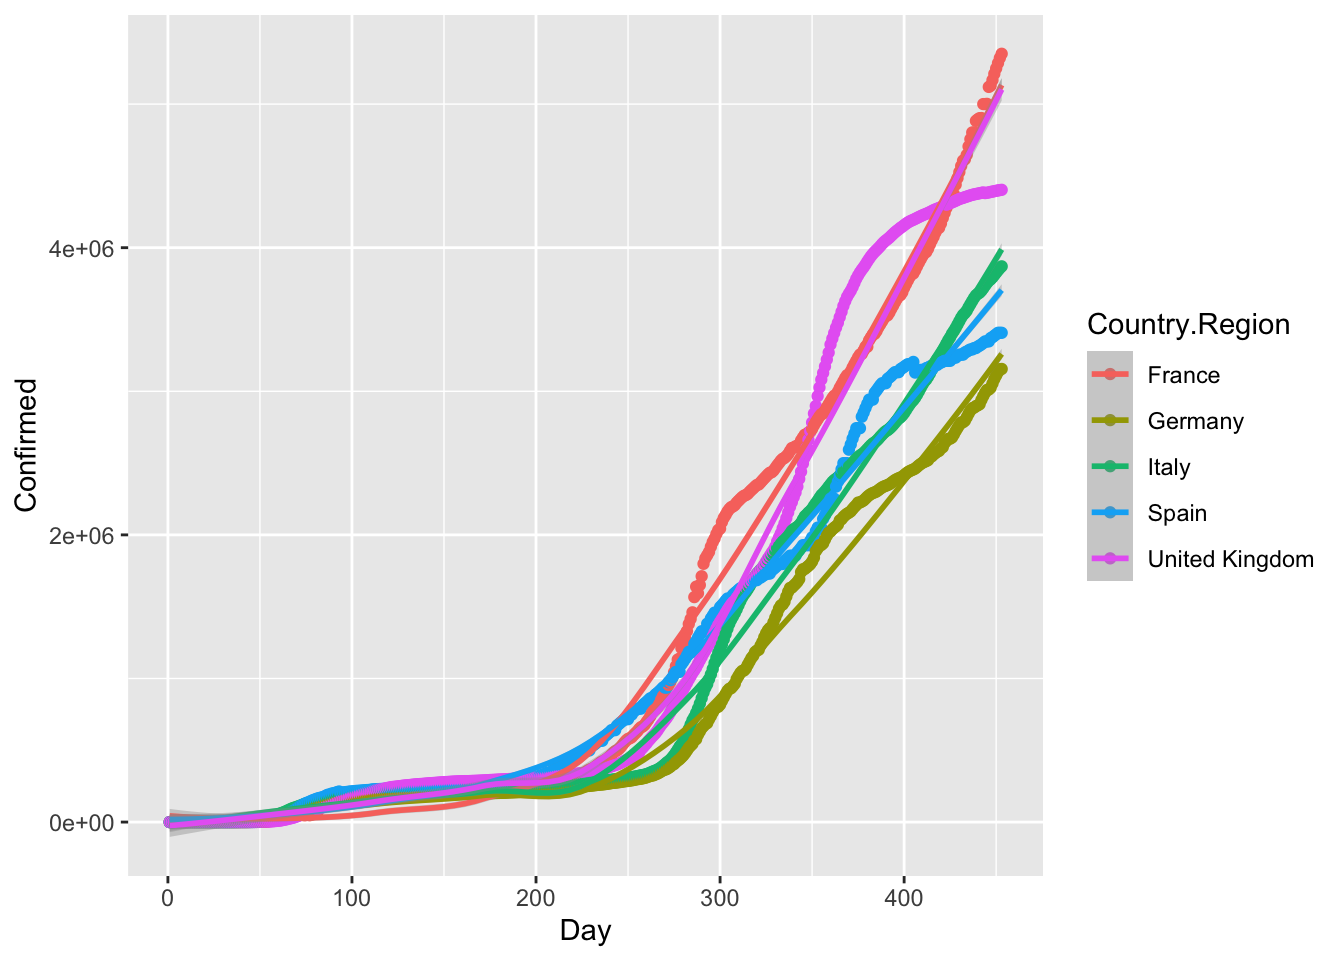 Confirmed
4e+06
2e+06
0e+00
0
100
200
300
400
Day
Country.Region
France
Germany
Italy
Spain
United Kingdom